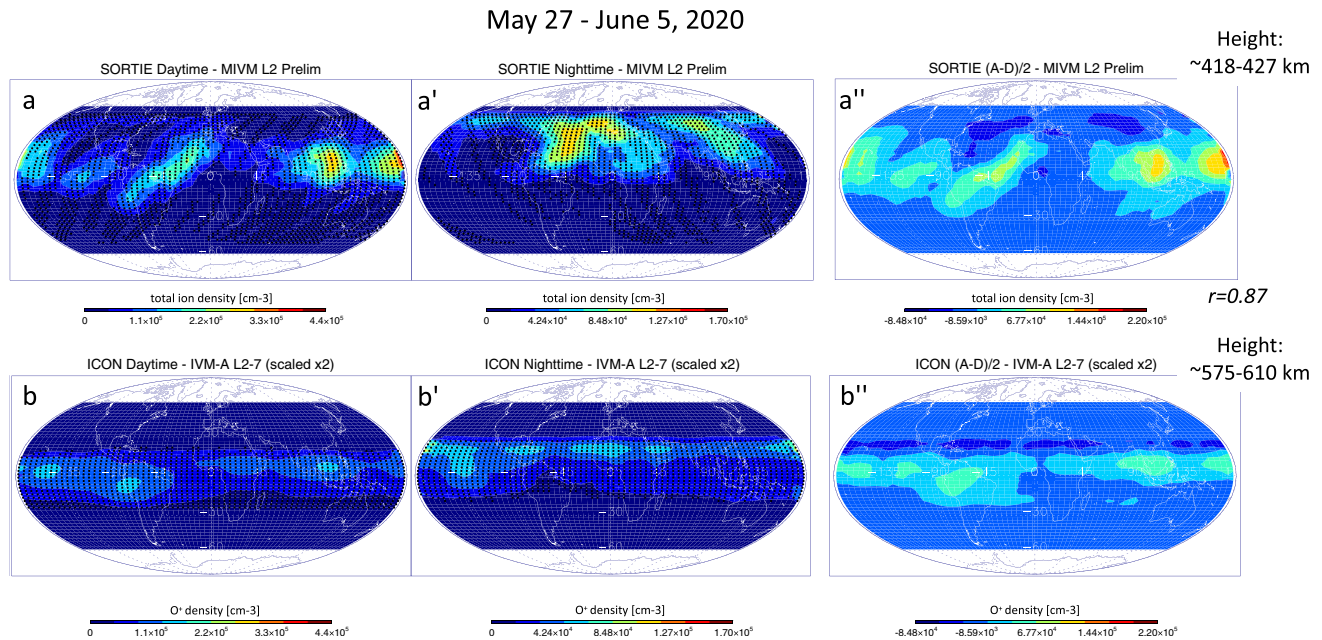 May 27 - June 5, 2020
Height:
~418-427 km
SORTIE Daytime - MIVM L2 Prelim
SORTIE Nighttime - MIVM L2 Prelim
SORTIE (A-D)/2 - MIVM L2 Prelim
a
a'
a''
total ion density [cm-3]
0 1.1×10⁵ 2.2×10⁵ 3.3×10⁵ 4.4×10⁵
total ion density [cm-3]
0 4.24×10⁴ 8.48×10⁴ 1.27×10⁵ 1.70×10⁵
total ion density [cm-3]
-8.48×10⁴ -8.59×10³ 6.77×10⁴ 1.44×10⁵ 2.20×10⁵
r=0.87
Height:
~575-610 km
ICON Daytime - IVM-A L2-7 (scaled x2)
ICON Nighttime - IVM-A L2-7 (scaled x2)
ICON (A-D)/2 - IVM-A L2-7 (scaled x2)
b
b'
b''
O⁺ density [cm-3]
0 1.1×10⁵ 2.2×10⁵ 3.3×10⁵ 4.4×10⁵
O⁺ density [cm-3]
0 4.24×10⁴ 8.48×10⁴ 1.27×10⁵ 1.70×10⁵
O⁺ density [cm-3]
-8.48×10⁴ -8.59×10³ 6.77×10⁴ 1.44×10⁵ 2.20×10⁵